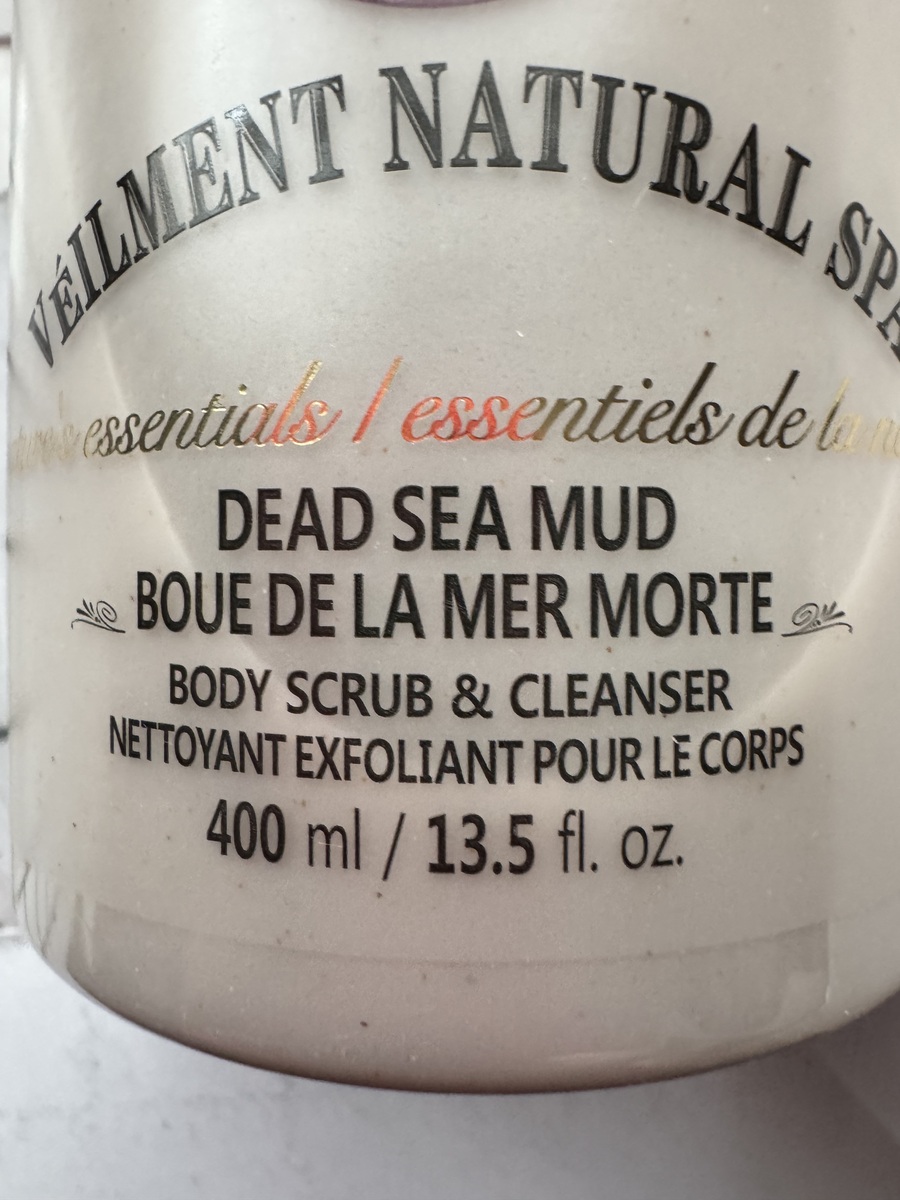 VÉILMENT NATURAL SPA
essentials / essentiels de la
DEAD SEA MUD
BOUE DE LA MER MORTE
BODY SCRUB & CLEANSER
NETTOYANT EXFOLIANT POUR LE CORPS
400 ml / 13.5 fl. oz.